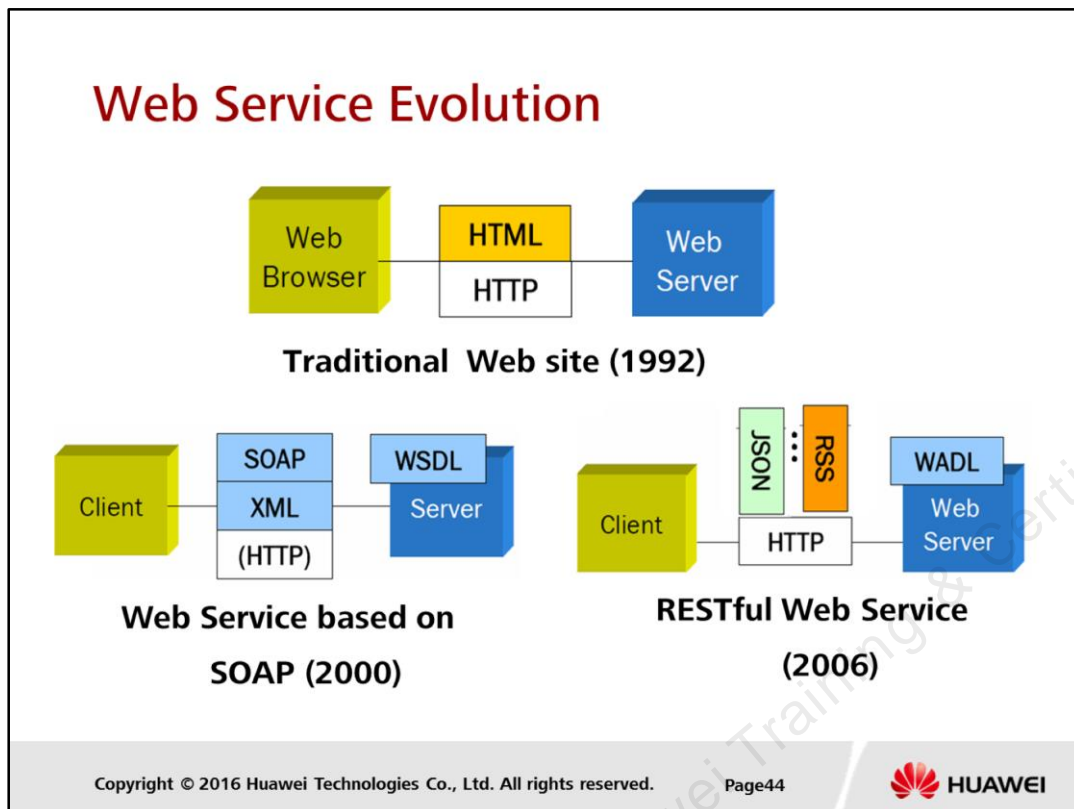 Web Service Evolution
Web
Browser
HTML
HTTP
Web
Server
Traditional Web site (1992)
Client
SOAP
XML
(HTTP)
WSDL
Server
Web Service based on
SOAP (2000)
Client
JSON
...
RSS
HTTP
WADL
Web
Server
RESTful Web Service
(2006)
Copyright © 2016 Huawei Technologies Co., Ltd. All rights reserved.
Page44
HUAWEI
Training &